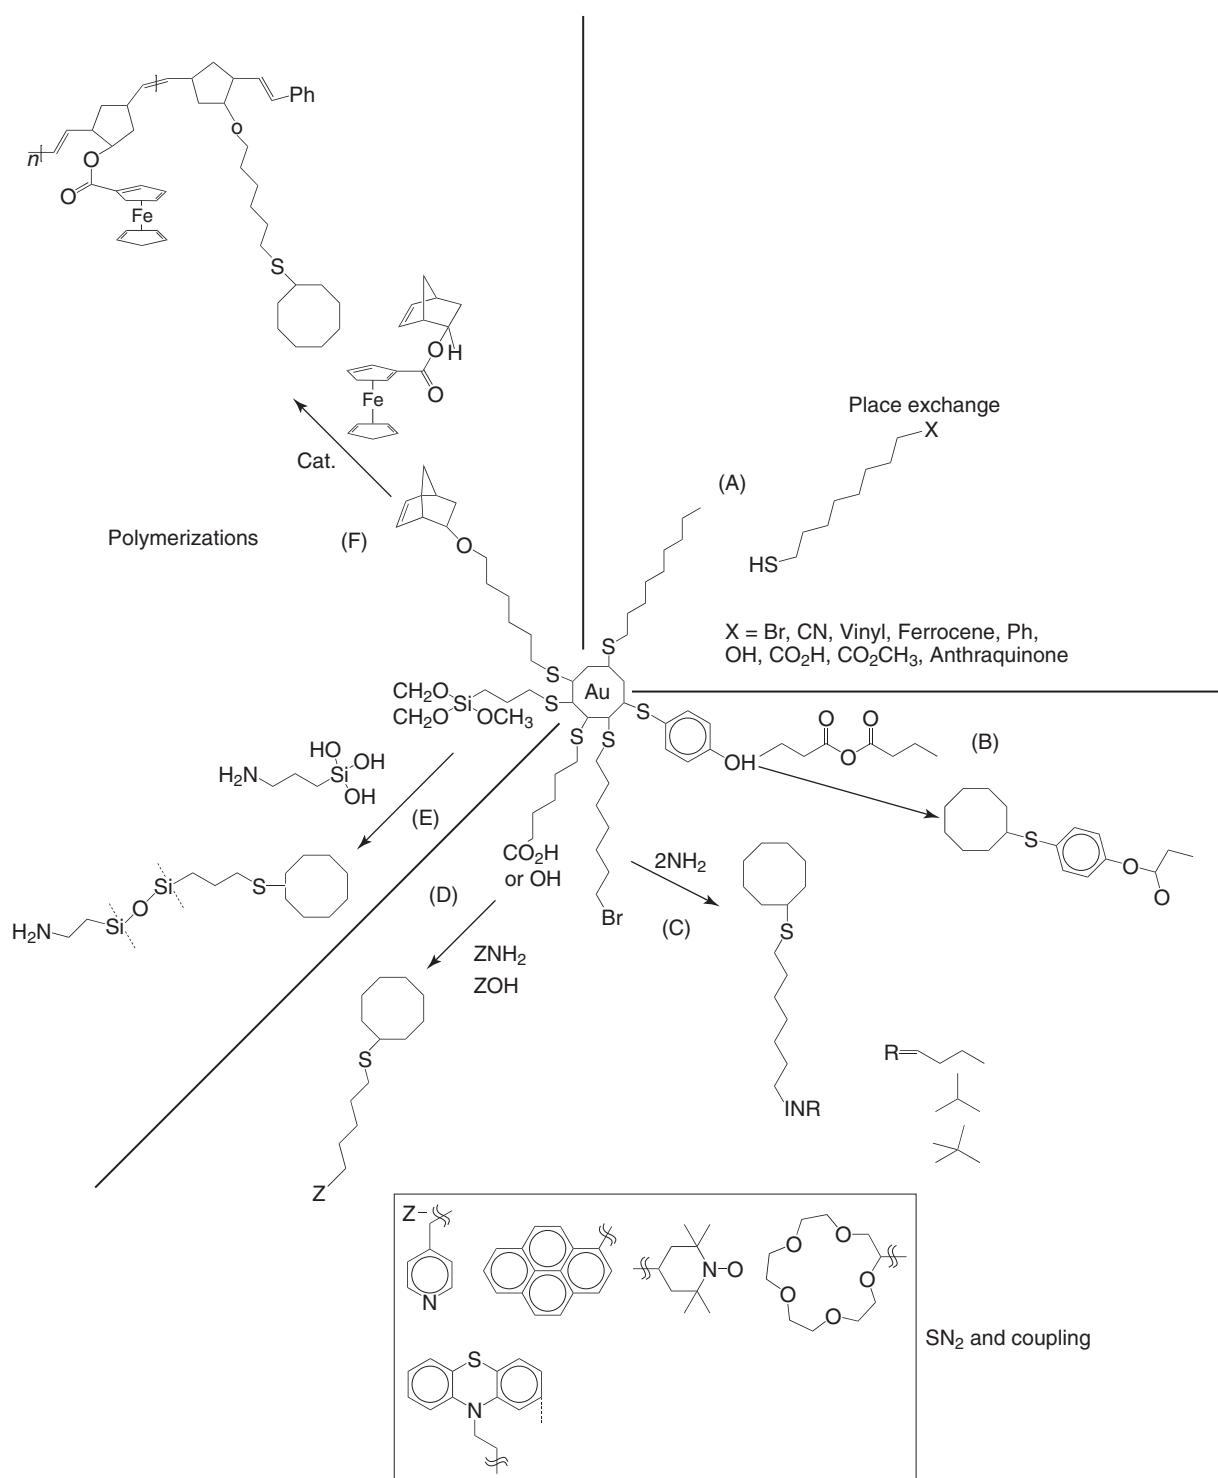 Ph
O
n
O
O
Fe
S
O
H
O
Fe
Cat.
Polymerizations
(F)
O
Place exchange
X
(A)
HS
X = Br, CN, Vinyl, Ferrocene, Ph,
OH, CO₂H, CO₂CH₃, Anthraquinone
S
S
Au
CH₂O
Si
S
CH₂O
OCH₃
S
S
S
OH
O
O
O
(B)
S
O
O
HO
H₂N
Si
OH
OH
(E)
Si
S
O
Si
H₂N
CO₂H
or OH
(D)
Br
2NH₂
(C)
S
INR
ZNH₂
ZOH
S
Z
R
Z
N
N–O
O
O
O
O
O
S
N
SN₂ and coupling